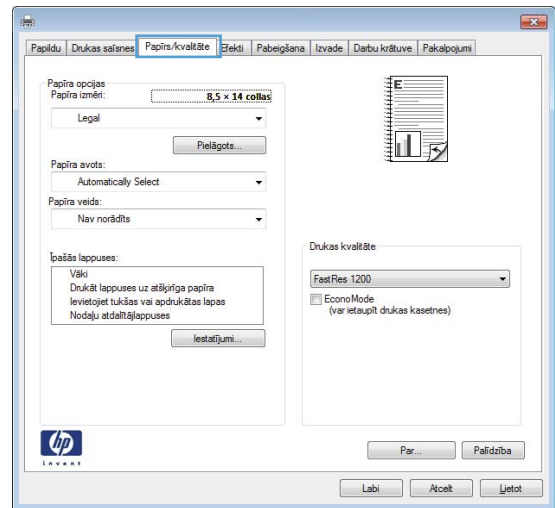 Papildu Drukas saīsnes Papīrs/kvalitāte Efekti Pabeigšana Izvade Darbu krātuve Pakalpojumi
Papīra opcijas
Papīra izmēri: 8,5 × 14 collas
Legal
Pielāgots...
Papīra avots:
Automatically Select
Papīra veids:
Nav norādīts
Īpašās lappuses:
Vāki
Drukāt lappuses uz atšķirīga papīra
Ievietojiet tukšas vai apdrukātas lapas
Nodaļu atdalītājlappuses
Iestatījumi...
E
Drukas kvalitāte
FastRes 1200
EconoMode
(var ietaupīt drukas kasetnes)
hp
invent
Par... Palīdzība
Labi Atcelt Lietot